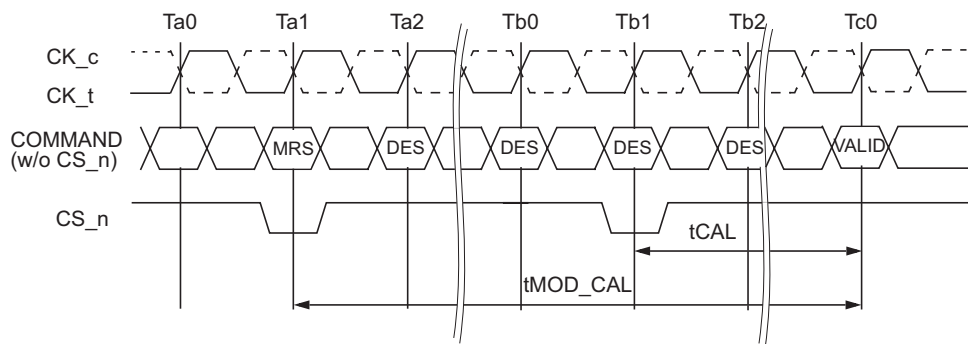 Ta0 Ta1 Ta2 Tb0 Tb1 Tb2 Tc0
CK_c
CK_t
COMMAND
(w/o CS_n)
MRS DES DES DES DES VALID
CS_n
tCAL
tMOD_CAL